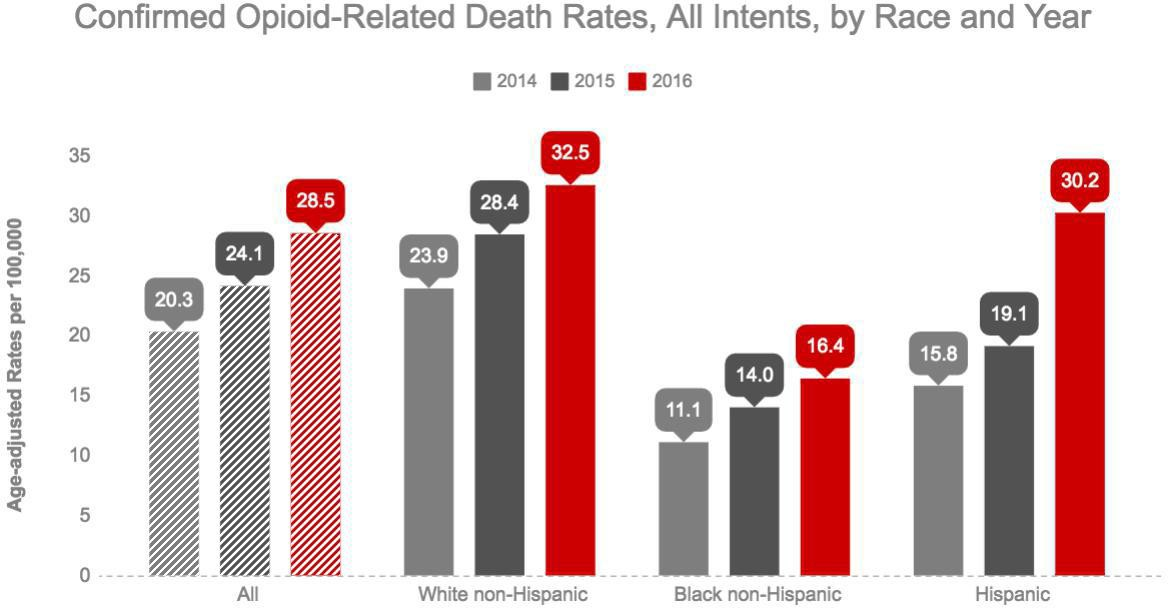 Confirmed Opioid-Related Death Rates, All Intents, by Race and Year
2014 2015 2016
Age-adjusted Rates per 100,000
35
30
25
20
15
10
5
0
20.3 24.1 28.5
23.9 28.4 32.5
11.1 14.0 16.4
15.8 19.1 30.2
All White non-Hispanic Black non-Hispanic Hispanic